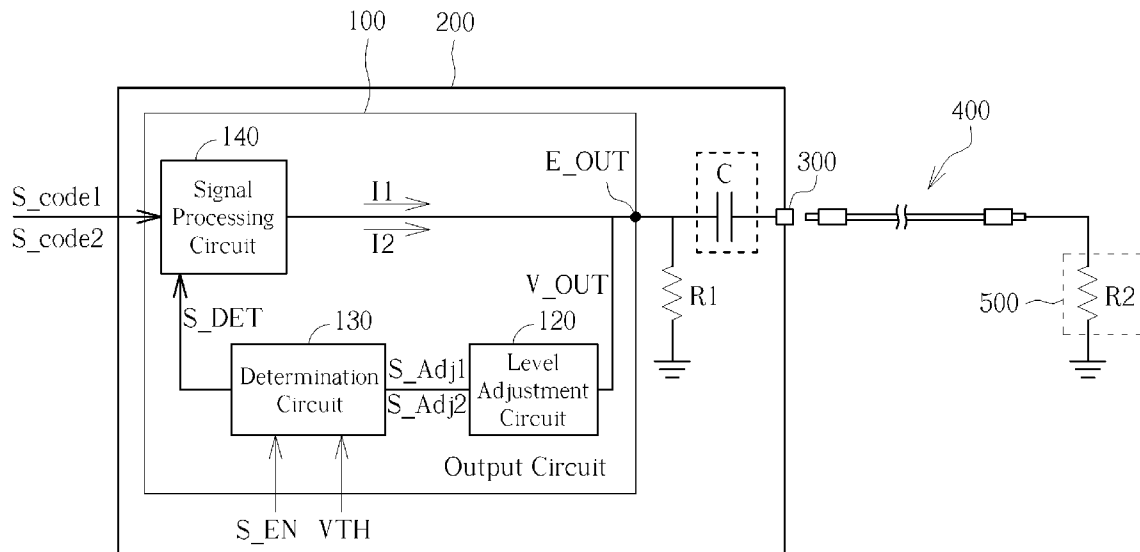 100
200
140
400
E_OUT
300
C
S_code1
S_code2
Signal
Processing
Circuit
I1
I2
V_OUT
R1
500
R2
S_DET
130
120
Determination
Circuit
S_Adj1
S_Adj2
Level
Adjustment
Circuit
Output Circuit
S_EN
VTH